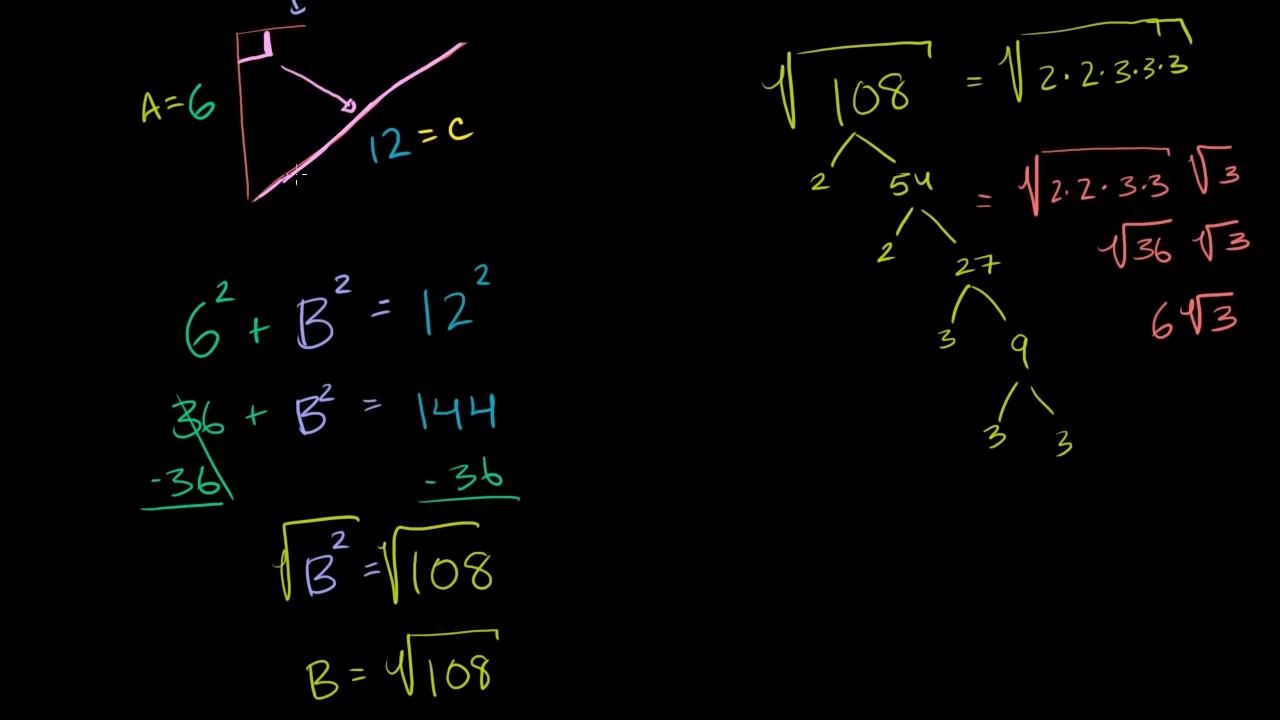 A=6
12 = C
6² + B² = 12²
36 + B² = 144
-36 -36
√B² = √108
B = √108
√108 = √2·2·3·3·3
2 54
= √2·2·3·3 √3
2 27
√36 √3
3 9
6√3
3 3